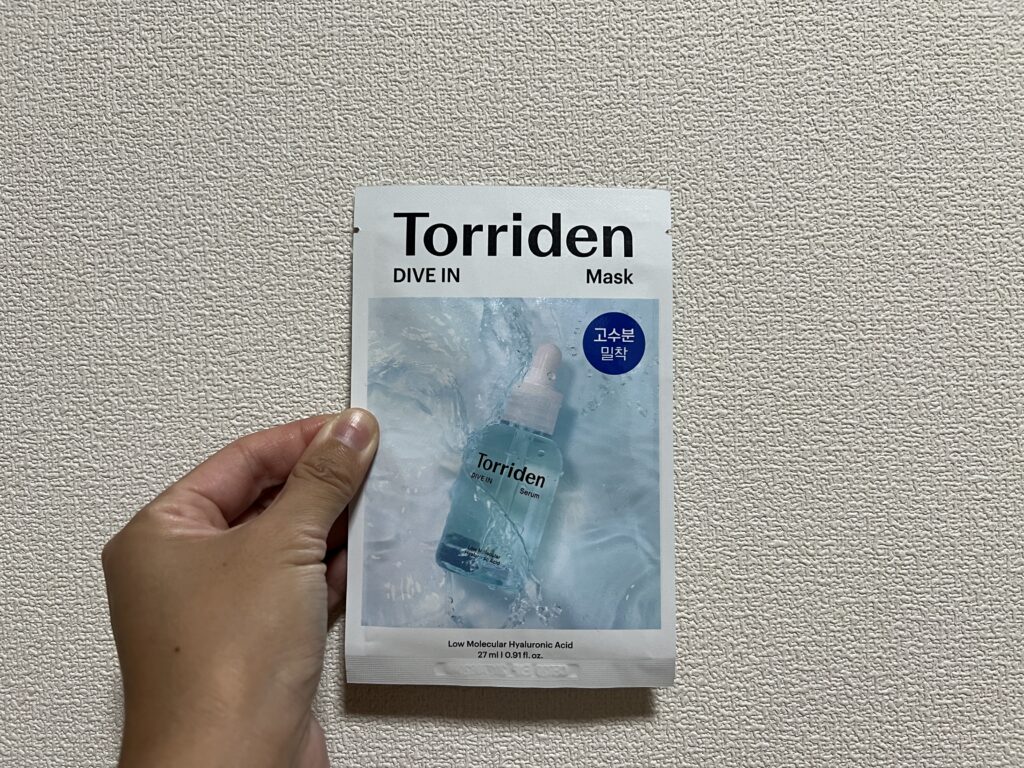 Torriden
DIVE IN Mask
고수분
밀착
Torriden
DIVE IN
Serum
Low Molecular Hyaluronic Acid
27 ml | 0.91 fl. oz.